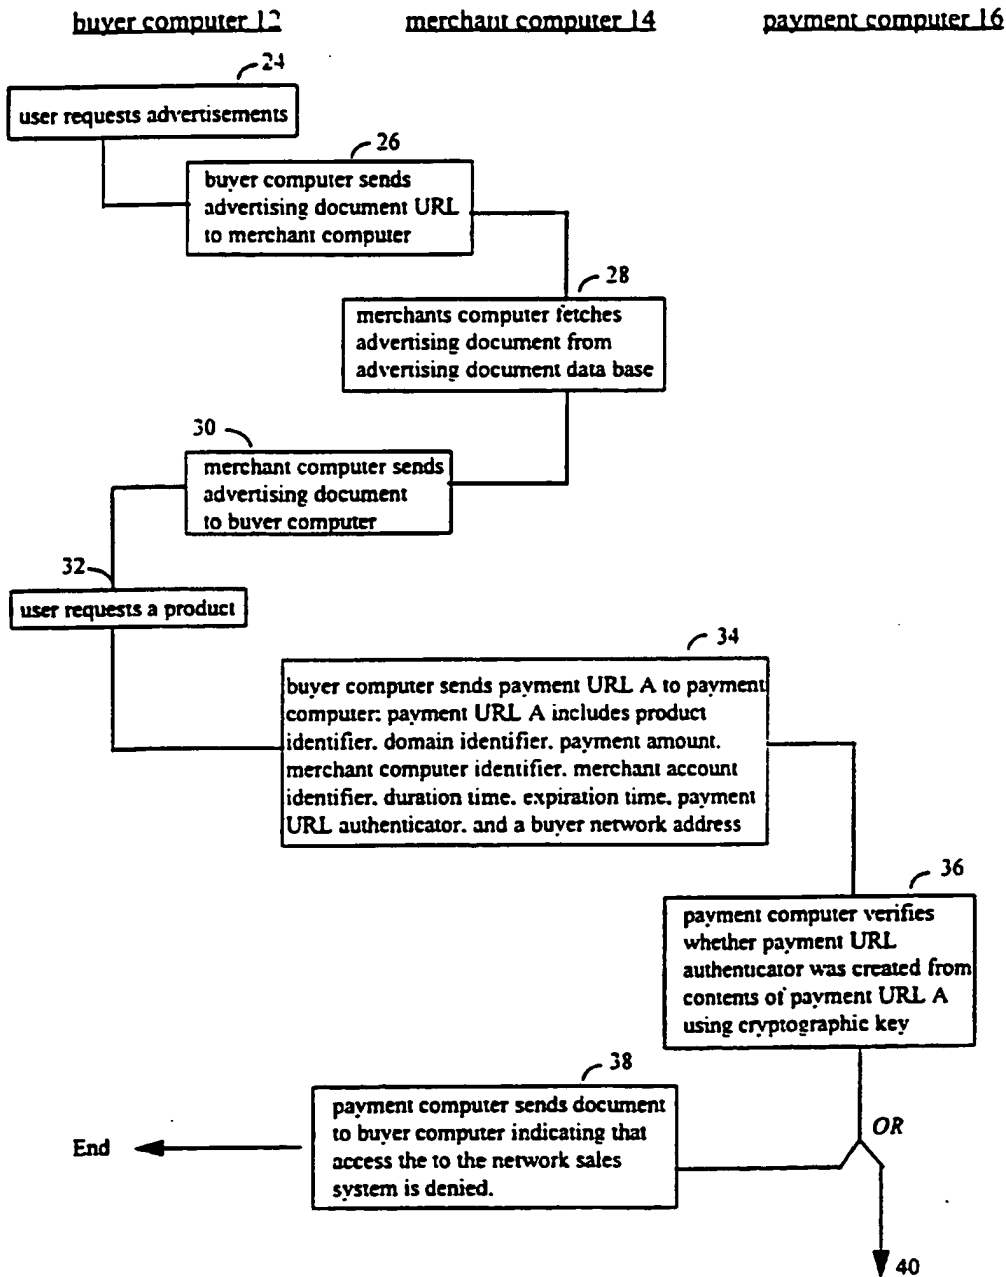 buyer computer 12 merchant computer 14 payment computer 16
24
user requests advertisements
26
buyer computer sends
advertising document URL
to merchant computer
28
merchants computer fetches
advertising document from
advertising document data base
30
merchant computer sends
advertising document
to buyer computer
32
user requests a product
34
buyer computer sends payment URL A to payment
computer: payment URL A includes product
identifier. domain identifier. payment amount.
merchant computer identifier. merchant account
identifier. duration time. expiration time. payment
URL authenticator. and a buyer network address
36
payment computer verifies
whether payment URL
authenticator was created from
contents of payment URL A
using cryptographic key
38
payment computer sends document
to buyer computer indicating that
access the to the network sales
system is denied.
End
OR
40